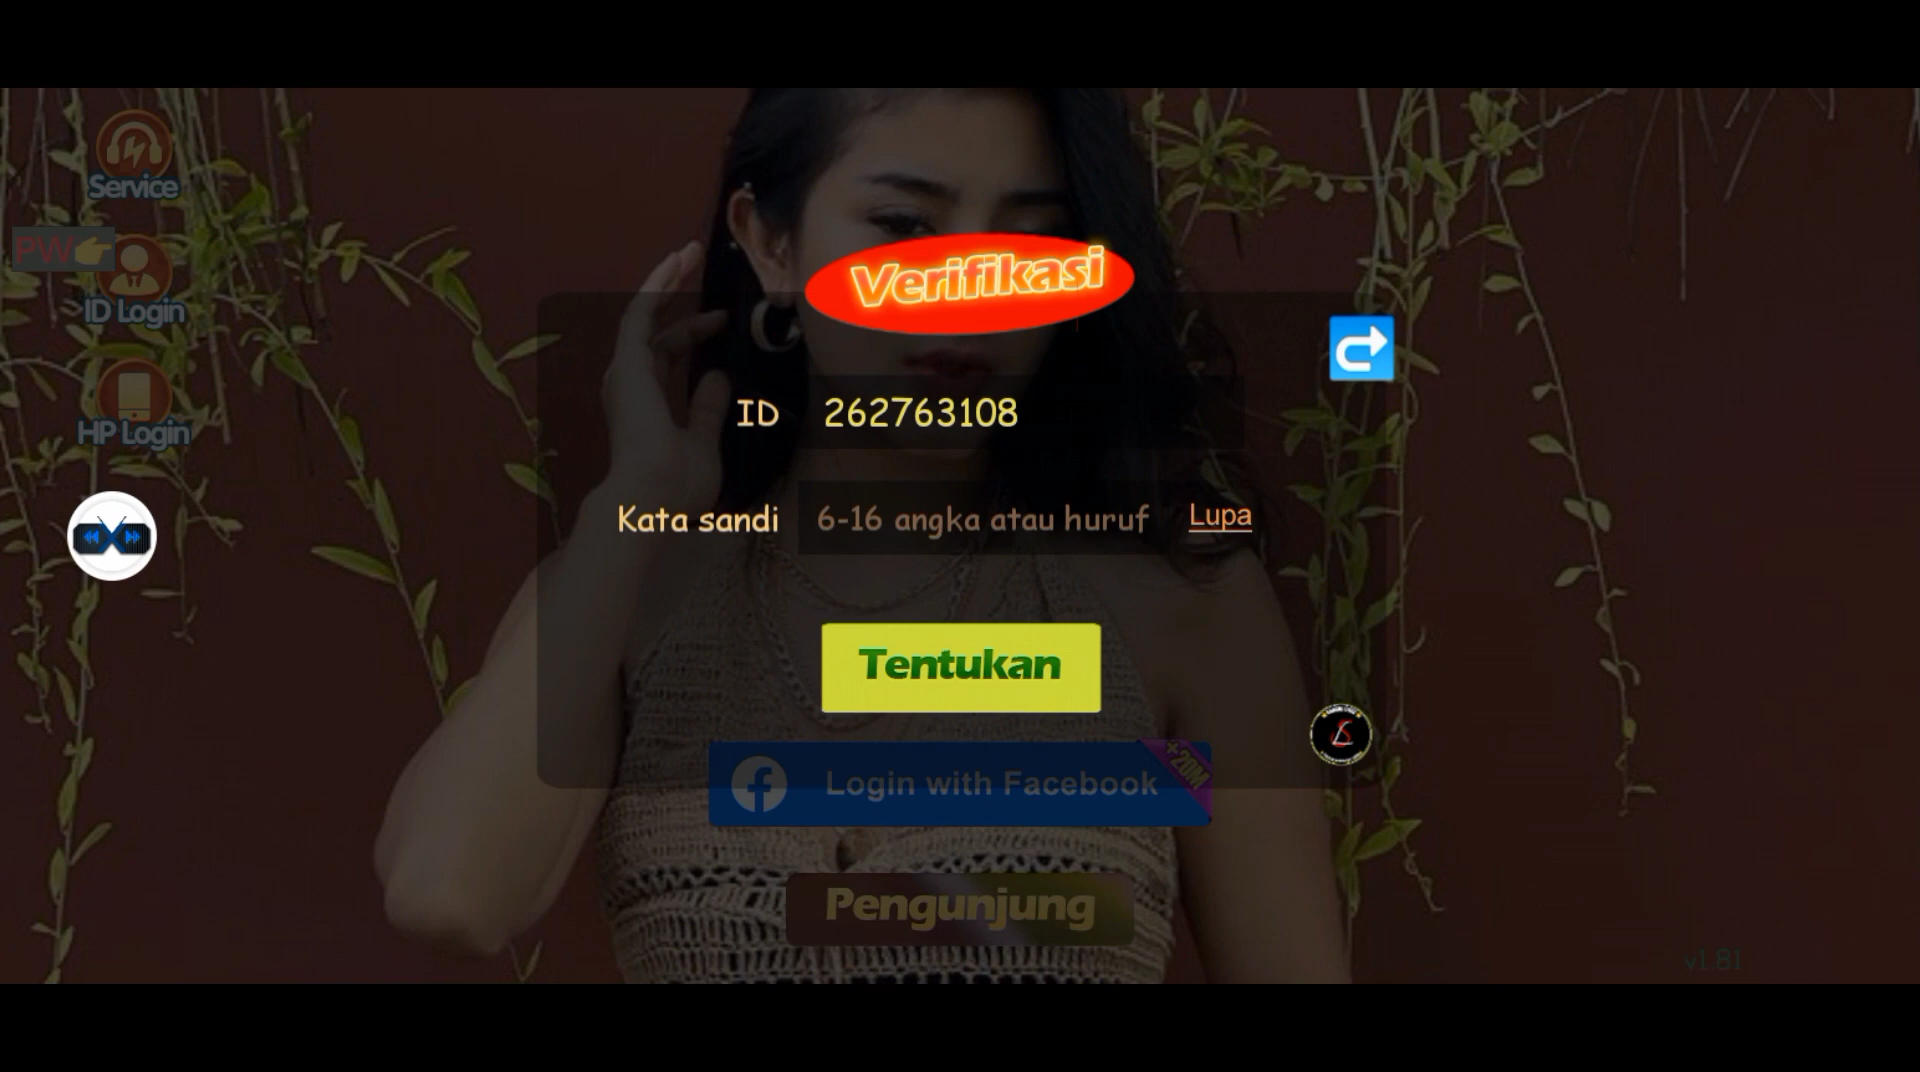 Service
PW👉
ID Login
HP Login
Verifikasi
ID 262763108
Kata sandi 6-16 angka atau huruf Lupa
Tentukan
Login with Facebook +20M
Pengunjung
v1.81